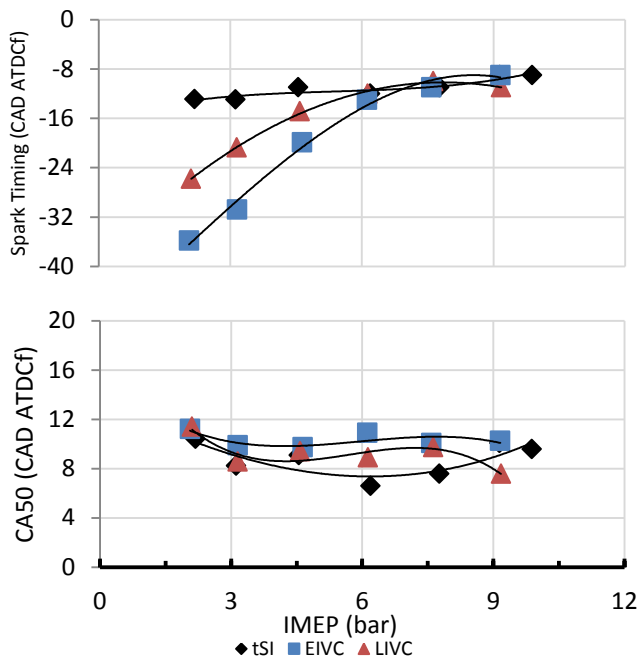 0
-8
-16
-24
-32
-40
Spark Timing (CAD ATDCf)
20
16
12
8
4
0
CA50 (CAD ATDCf)
0 3 6 9 12
IMEP (bar)
tSI EIVC LIVC